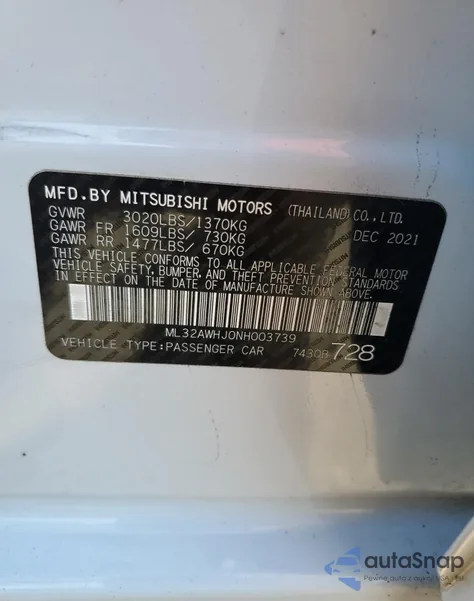 MFD.BY MITSUBISHI MOTORS (THAILAND)CO.,LTD.
GVWR 3020LBS/1370KG
GAWR FR 1609LBS/ 730KG DEC 2021
GAWR RR 1477LBS/ 670KG
THIS VEHICLE CONFORMS TO ALL APPLICABLE FEDERAL MOTOR
VEHICLE SAFETY, BUMPER, AND THEFT PREVENTION STANDARDS
IN EFFECT ON THE DATE OF MANUFACTURE SHOWN ABOVE.
ML32AWHJ0NH003739
VEHICLE TYPE:PASSENGER CAR 7430B 728
autoSnap